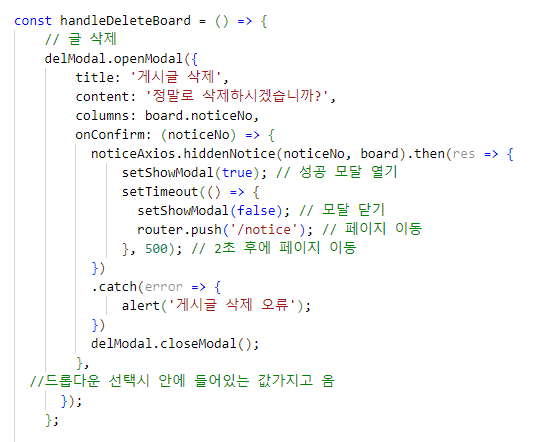 const handleDeleteBoard = () => {
// 글 삭제
delModal.openModal({
title: '게시글 삭제',
content: '정말로 삭제하시겠습니까?',
columns: board.noticeNo,
onConfirm: (noticeNo) => {
noticeAxios.hiddenNotice(noticeNo, board).then(res => {
setShowModal(true); // 성공 모달 열기
setTimeout(() => {
setShowModal(false); // 모달 닫기
router.push('/notice'); // 페이지 이동
}, 500); // 2초 후에 페이지 이동
})
.catch(error => {
alert('게시글 삭제 오류');
})
delModal.closeModal();
},
//드롭다운 선택시 안에 들어있는 값가지고 옴
});
};